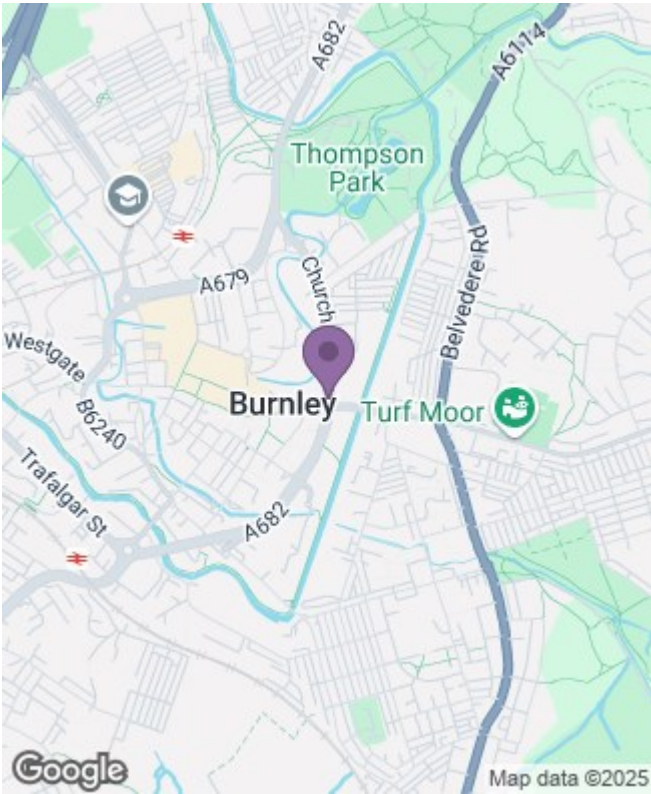 A682
A6114
Thompson
Park
Belvedere Rd
A679
Church
Westgate
Burnley
Turf Moor
B6240
Trafalgar St
A682
Google
Map data ©2025